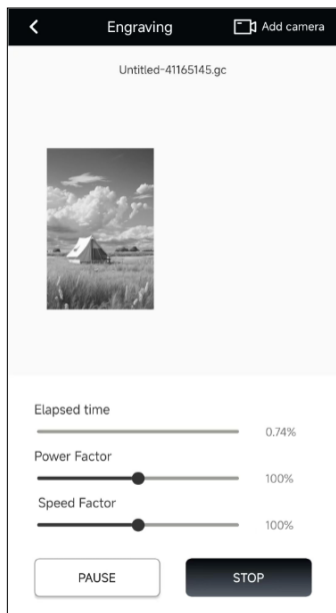 Engraving
Add camera
Untitled-41165145.gc
Elapsed time
0.74%
Power Factor
100%
Speed Factor
100%
PAUSE
STOP